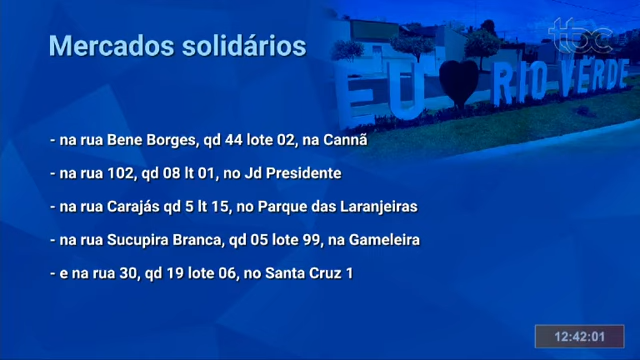 Mercados solidários
tbc
EU RIO VERDE
- na rua Bene Borges, qd 44 lote 02, na Cannã
- na rua 102, qd 08 lt 01, no Jd Presidente
- na rua Carajás qd 5 lt 15, no Parque das Laranjeiras
- na rua Sucupira Branca, qd 05 lote 99, na Gameleira
- e na rua 30, qd 19 lote 06, no Santa Cruz 1
12:42:01